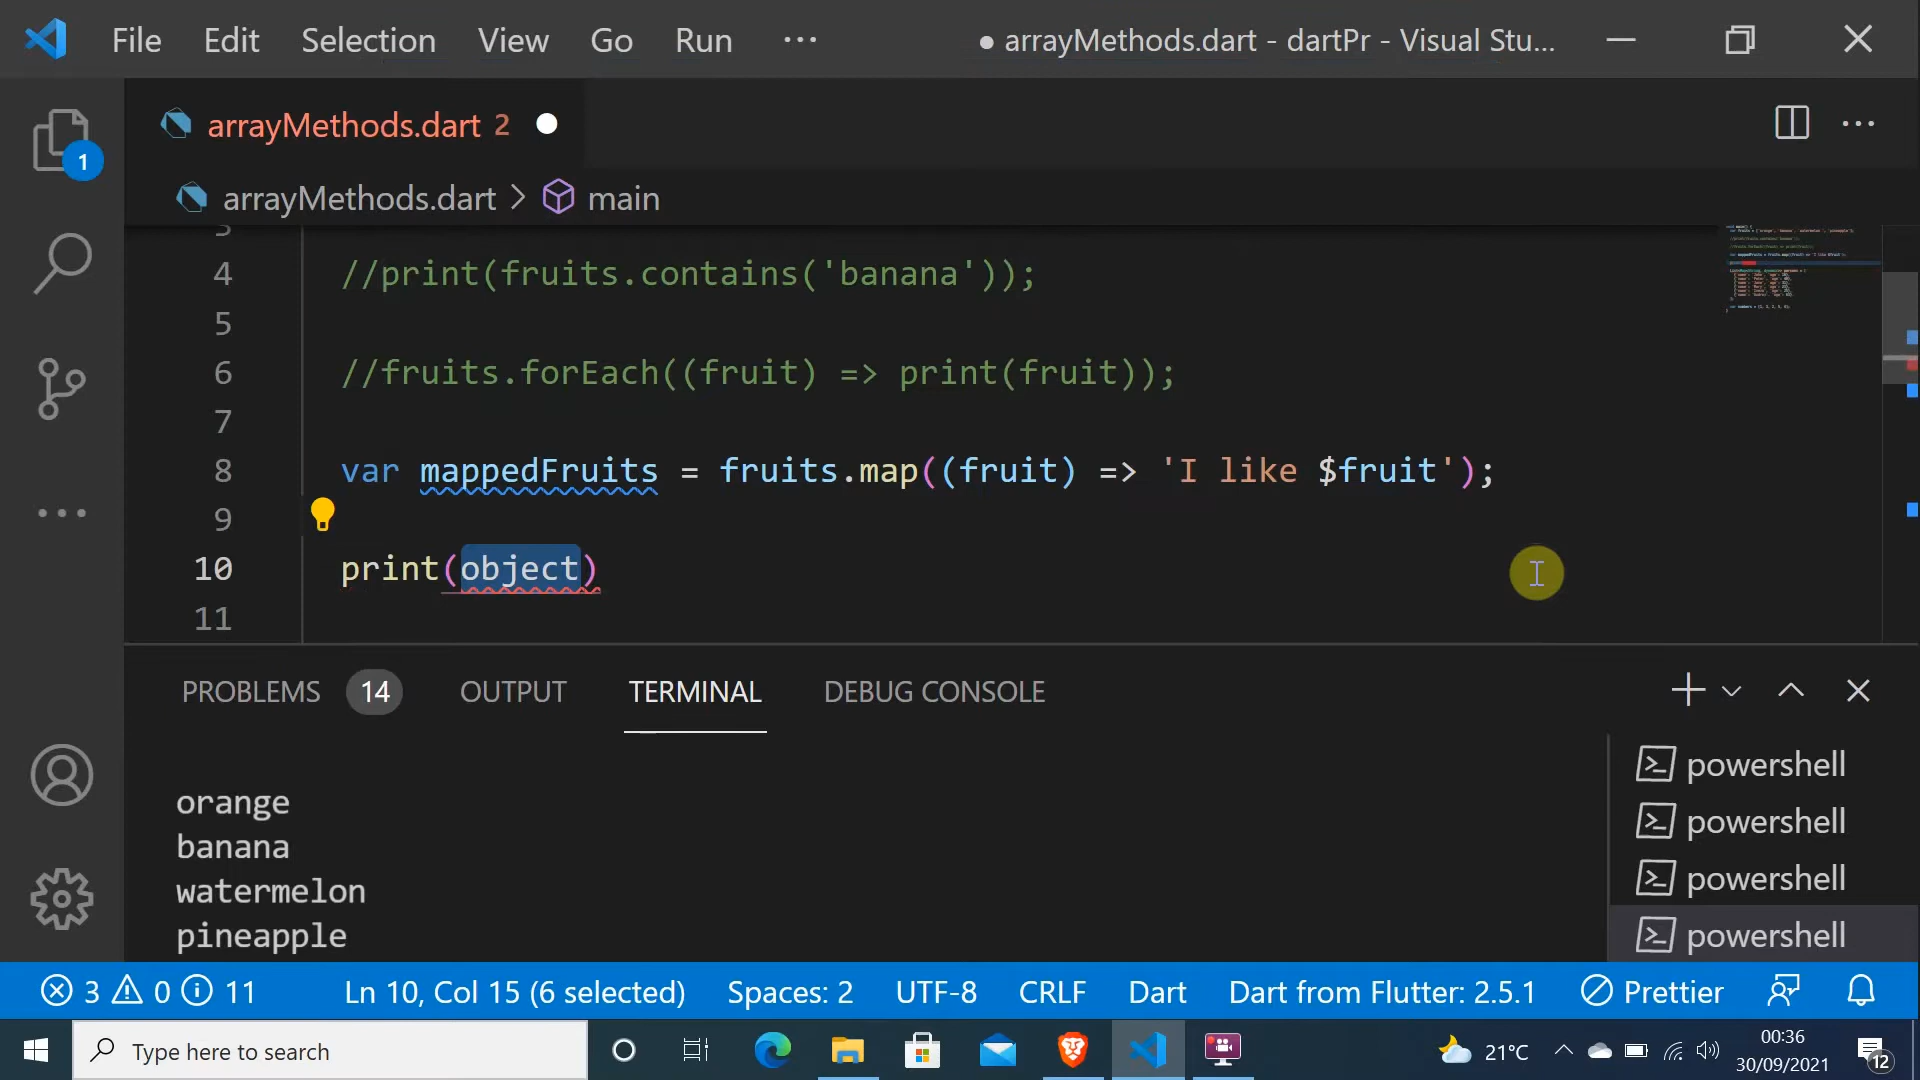 File Edit Selection View Go Run ··· ● arrayMethods.dart - dartPr - Visual Stu...
arrayMethods.dart 2
1
arrayMethods.dart > main
3
4 //print(fruits.contains('banana'));
5
6 //fruits.forEach((fruit) => print(fruit));
7
8 var mappedFruits = fruits.map((fruit) => 'I like $fruit');
9
10 print(object)
11
PROBLEMS 14 OUTPUT TERMINAL DEBUG CONSOLE
orange
banana
watermelon
pineapple
powershell
powershell
powershell
powershell
3 0 11 Ln 10, Col 15 (6 selected) Spaces: 2 UTF-8 CRLF Dart Dart from Flutter: 2.5.1 Prettier
Type here to search 21°C 00:36
30/09/2021 12